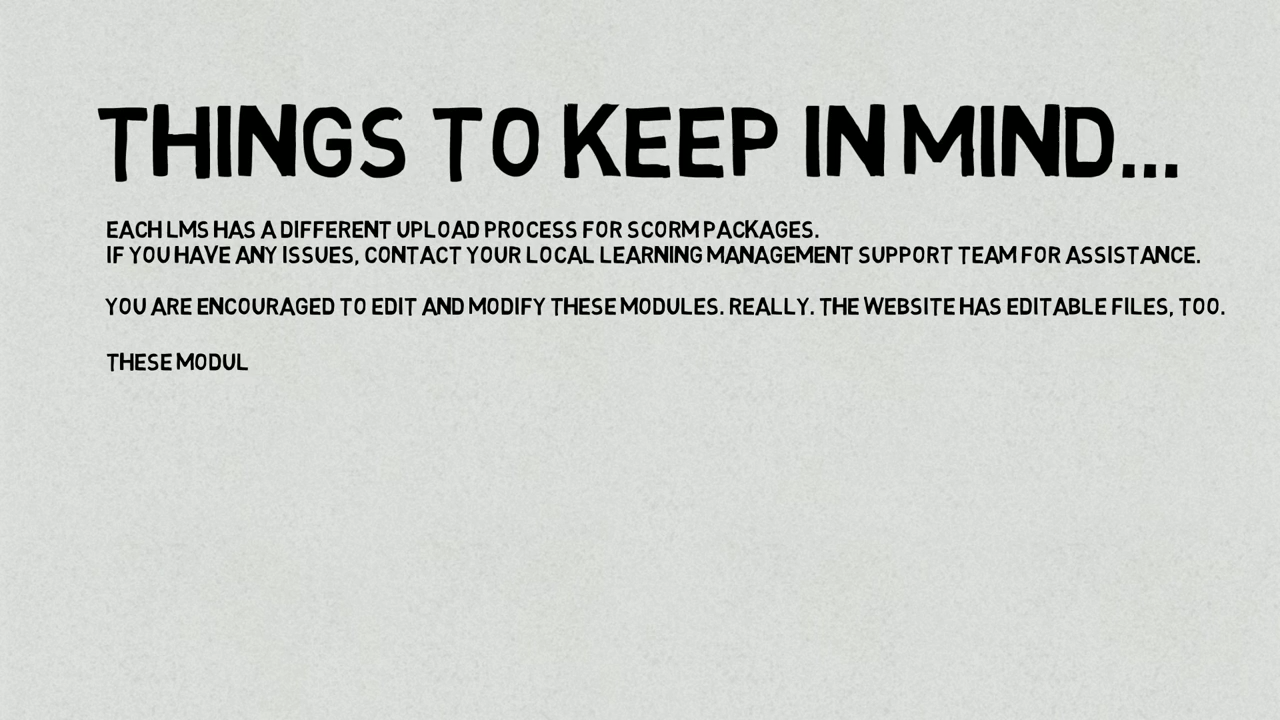 THINGS TO KEEP IN MIND...
EACH LMS HAS A DIFFERENT UPLOAD PROCESS FOR SCORM PACKAGES.
IF YOU HAVE ANY ISSUES, CONTACT YOUR LOCAL LEARNING MANAGEMENT SUPPORT TEAM FOR ASSISTANCE.
YOU ARE ENCOURAGED TO EDIT AND MODIFY THESE MODULES. REALLY. THE WEBSITE HAS EDITABLE FILES, TOO.
THESE MODUL